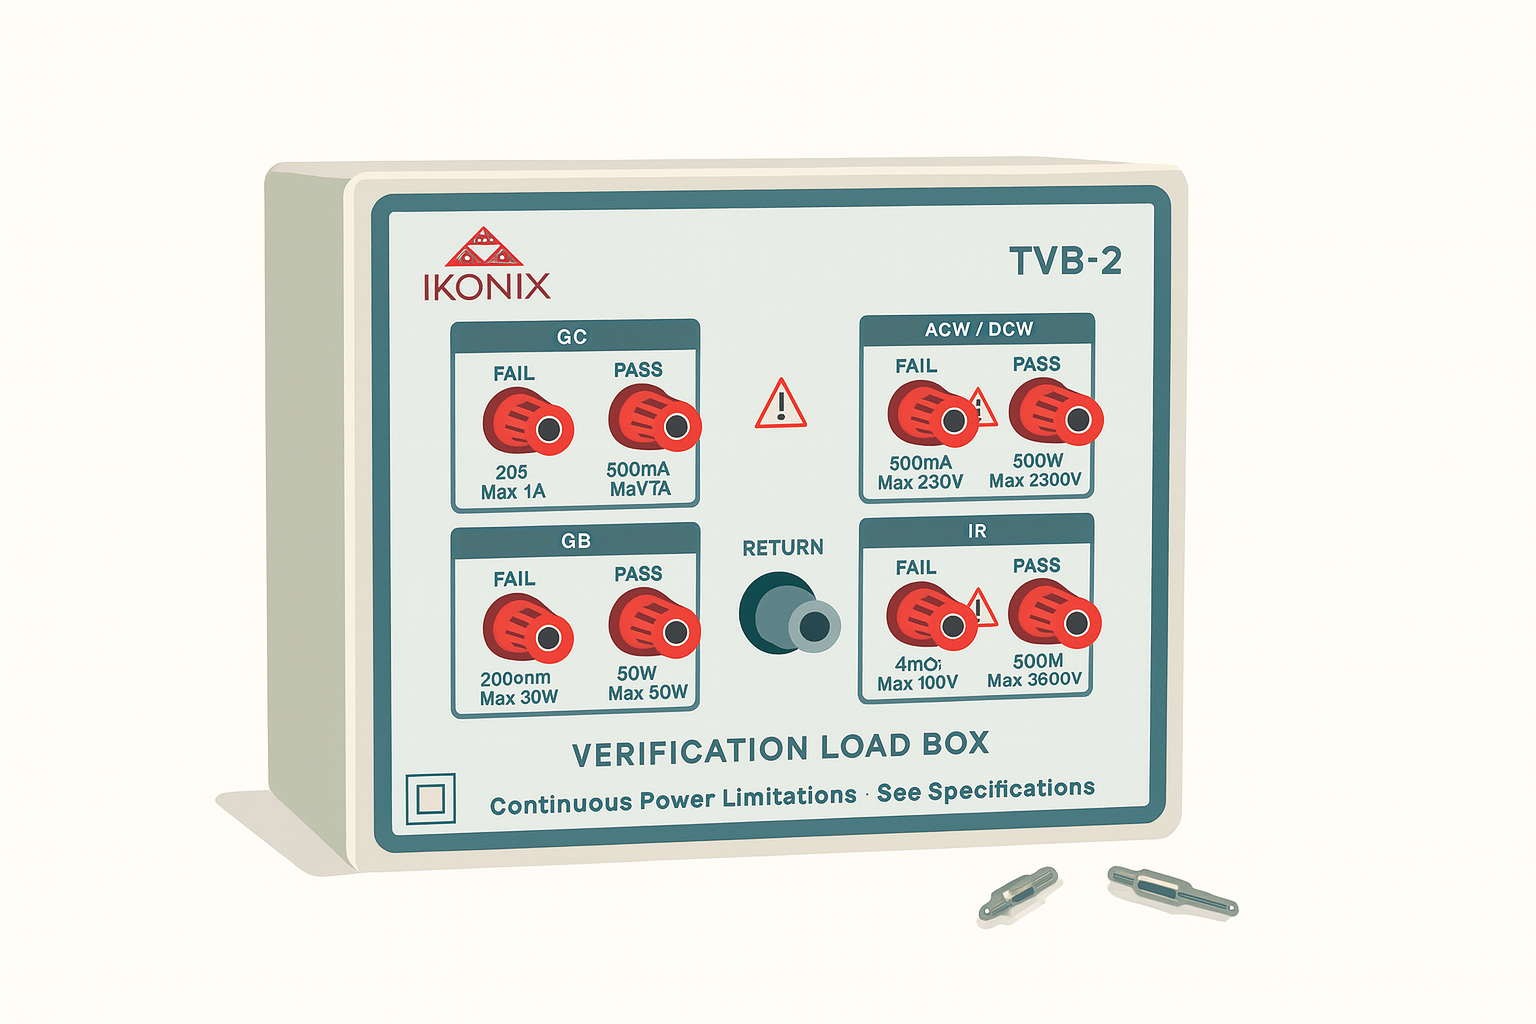 IKONIX
TVB-2
GC
FAIL PASS
205 500mA
Max 1A MaVTA
ACW / DCW
FAIL PASS
500mA 500W
Max 230V Max 2300V
GB
FAIL PASS
200onm 50W
Max 30W Max 50W
RETURN
IR
FAIL PASS
500M
Max 100V Max 3600V
VERIFICATION LOAD BOX
Continuous Power Limitations · See Specifications